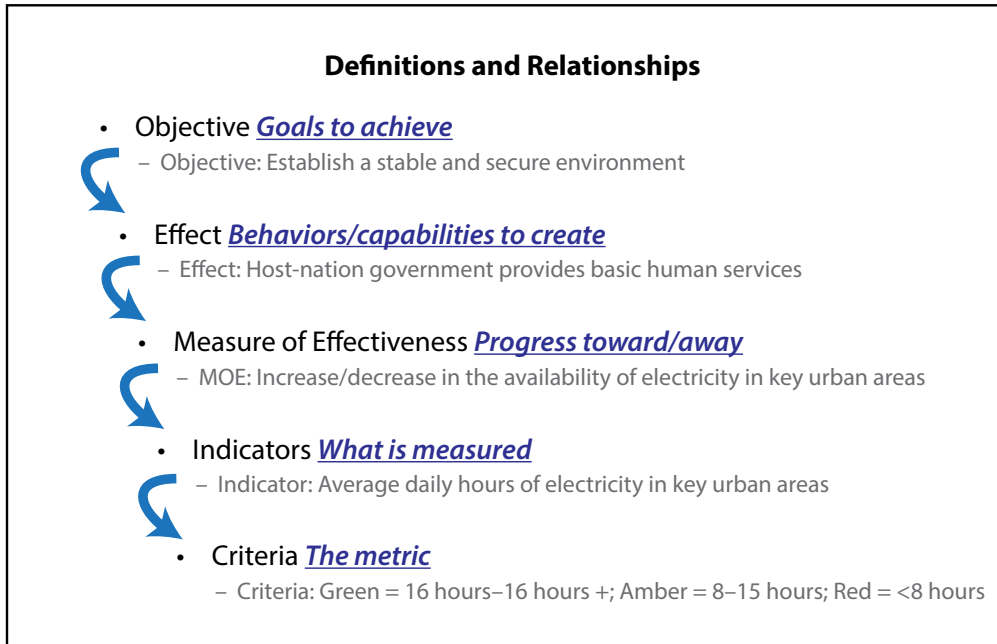 Definitions and Relationships
• Objective Goals to achieve
– Objective: Establish a stable and secure environment
• Effect Behaviors/capabilities to create
– Effect: Host-nation government provides basic human services
• Measure of Effectiveness Progress toward/away
– MOE: Increase/decrease in the availability of electricity in key urban areas
• Indicators What is measured
– Indicator: Average daily hours of electricity in key urban areas
• Criteria The metric
– Criteria: Green = 16 hours–16 hours +; Amber = 8–15 hours; Red = <8 hours